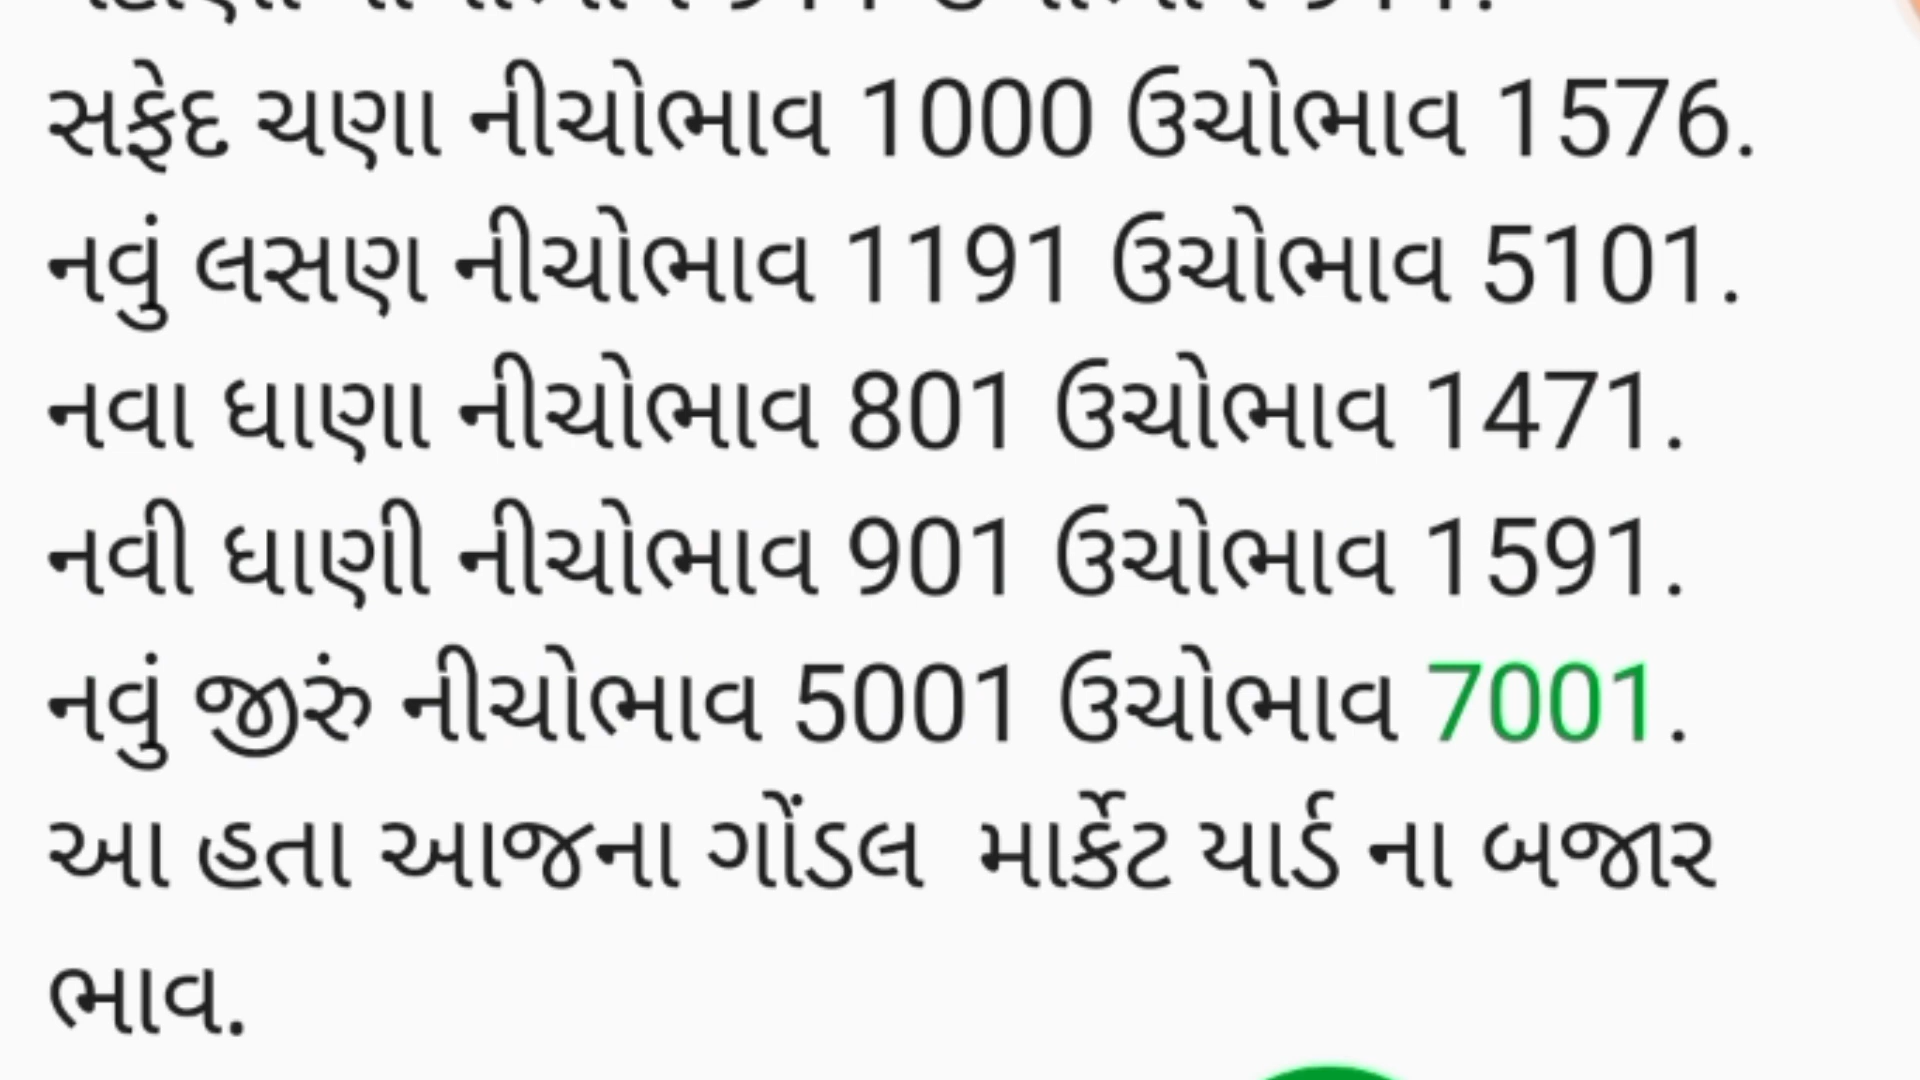 સફેદ ચણા નીચોભાવ 1000 ઉચોભાવ 1576.
નવું લસણ નીચોભાવ 1191 ઉચોભાવ 5101.
નવા ધાણા નીચોભાવ 801 ઉચોભાવ 1471.
નવી ધાણી નીચોભાવ 901 ઉચોભાવ 1591.
નવું જીરું નીચોભાવ 5001 ઉચોભાવ 7001.
આ હતા આજના ગોંડલ માર્કેટ યાર્ડ ના બજાર
ભાવ.